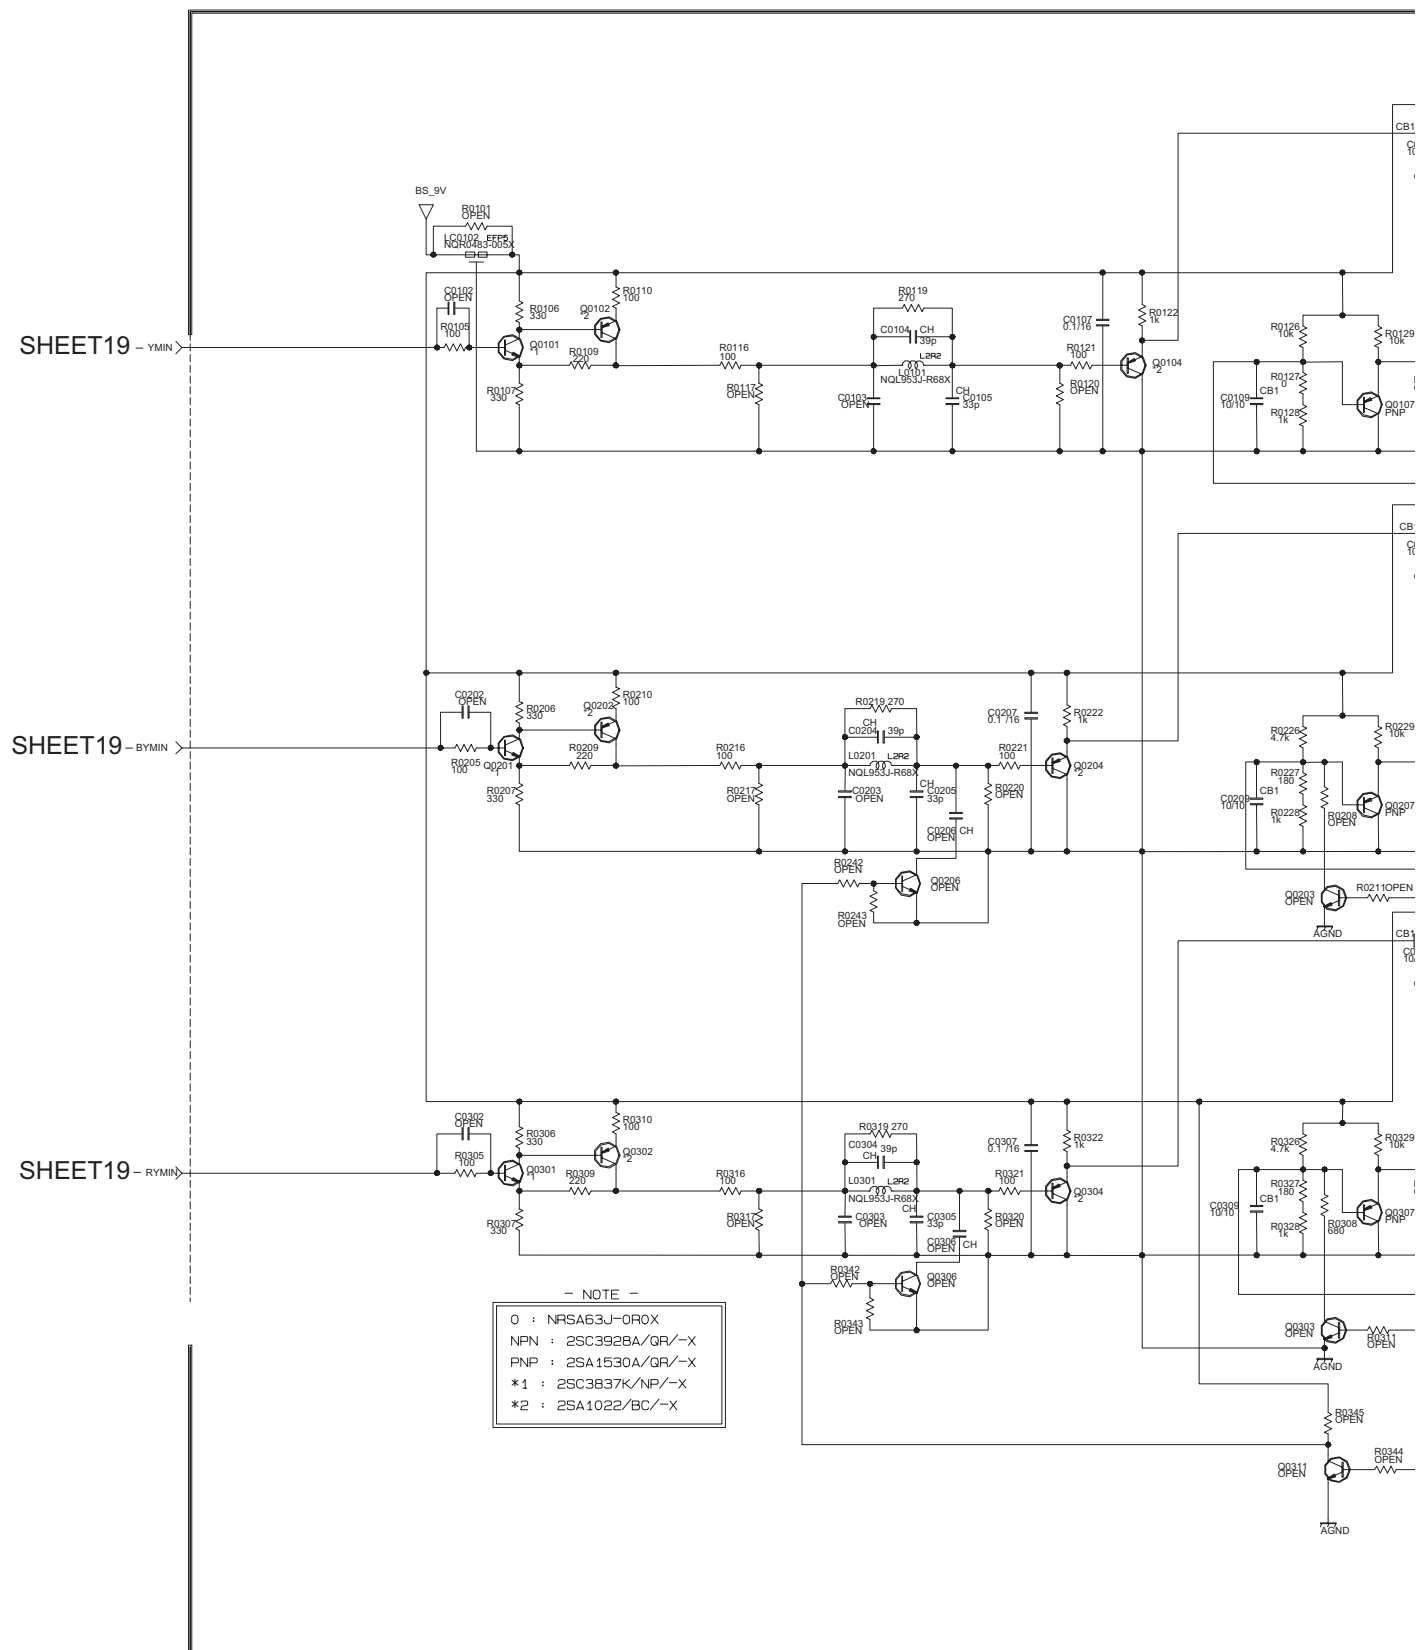 CB1
BS_9V
R0101
OPEN
LC0102 EFP5
NQR0483-005X
C0102
OPEN
R0105
100
R0106
330
Q0102
*2
R0110
100
Q0101
*1
R0109
220
R0107
330
SHEET19 – YMIN
R0116
100
R0117
OPEN
R0119
270
C0104 CH
39p
L2R2
L0101
NQL953J-R68X
C0103
OPEN
CH
C0105
33p
C0107
0.1/16
R0121
100
R0120
OPEN
R0122
1k
Q0104
*2
R0126
10k
R0129
10k
R0127
0
CB1
C0109
10/10
R0128
1k
Q0107
PNP
SHEET19 – BYMIN
C0202
OPEN
R0205
100
R0206
330
Q0202
*2
R0210
100
Q0201
*1
R0209
220
R0207
330
R0216
100
R0217
OPEN
R0219 270
CH
C0204 39p
L0201 L2R2
NQL953J-R68X
C0203
OPEN
CH
C0205
33p
C0206 CH
OPEN
C0207
0.1 /16
R0221
100
R0220
OPEN
R0222
1k
Q0204
*2
R0242
OPEN
R0243
OPEN
Q0206
OPEN
R0226
4.7k
R0229
10k
R0227
180
CB1
C0209
10/10
R0228
1k
R0208
OPEN
Q0207
PNP
Q0203
OPEN
R0211OPEN
AGND
CB1
SHEET19 – RYMIN
C0302
OPEN
R0305
100
R0306
330
R0310
100
Q0302
*2
Q0301
*1
R0309
220
R0307
330
R0316
100
R0317
OPEN
R0319 270
C0304 39p
CH
L0301 L2R2
NQL953J-R68X
C0303
OPEN
CH
C0305
33p
C0306 CH
OPEN
C0307
0.1 /16
R0321
100
R0320
OPEN
R0322
1k
Q0304
*2
R0342
OPEN
R0343
OPEN
Q0306
OPEN
R0326
4.7k
R0329
10k
R0327
180
CB1
C0309
10/10
R0328
1k
R0308
680
Q0307
PNP
Q0303
OPEN
R0311
OPEN
AGND
R0345
OPEN
R0344
OPEN
Q0311
OPEN
AGND
– NOTE –
0 : NRSA63J-0R0X
NPN : 2SC3928A/QR/-X
PNP : 2SA1530A/QR/-X
*1 : 2SC3837K/NP/-X
*2 : 2SA1022/BC/-X